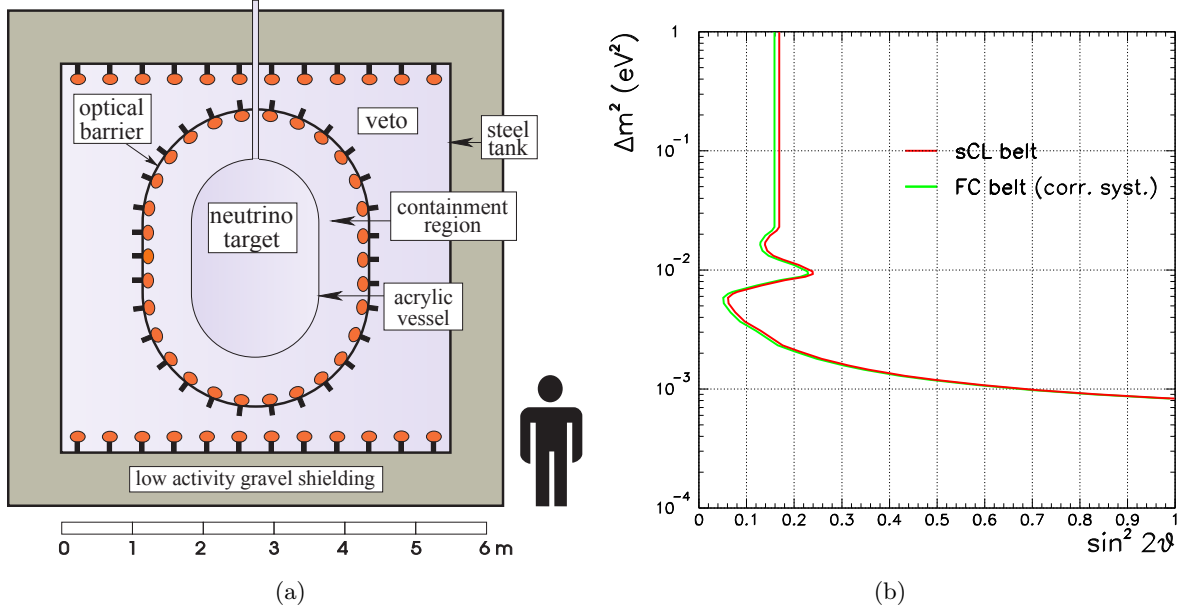 optical
barrier
veto
steel
tank
neutrino
target
containment
region
acrylic
vessel
low activity gravel shielding
0 1 2 3 4 5 6 m
(a)
Δm² (eV²)
1
10⁻¹
10⁻²
10⁻³
10⁻⁴
sCL belt
FC belt (corr. syst.)
0 0.1 0.2 0.3 0.4 0.5 0.6 0.7 0.8 0.9 1
sin² 2ϑ
(b)